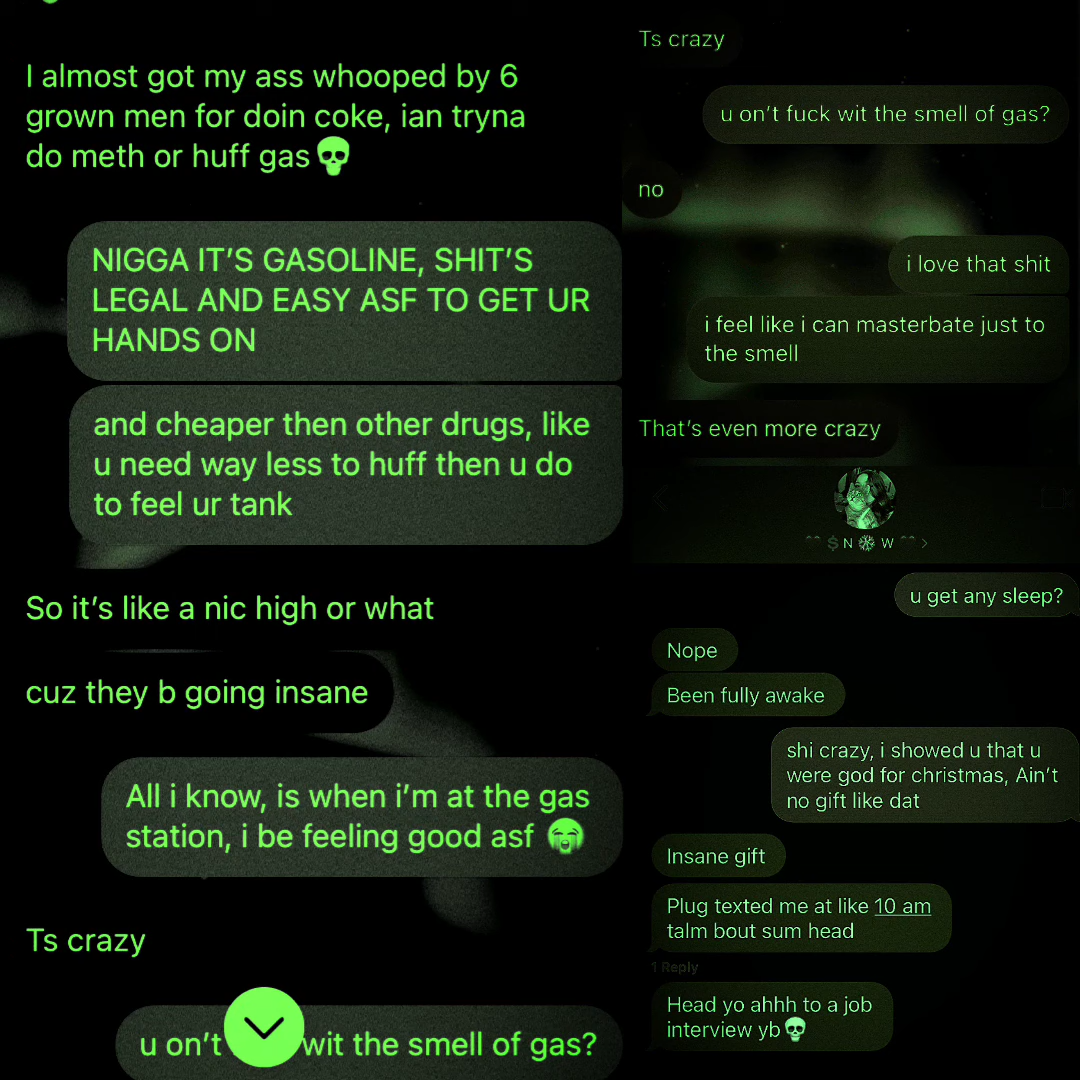 I almost got my ass whooped by 6
grown men for doin coke, ian tryna
do meth or huff gas💀
NIGGA IT'S GASOLINE, SHIT'S
LEGAL AND EASY ASF TO GET UR
HANDS ON
and cheaper then other drugs, like
u need way less to huff then u do
to feel ur tank
So it's like a nic high or what
cuz they b going insane
All i know, is when i'm at the gas
station, i be feeling good asf 😭
Ts crazy
u on't wit the smell of gas?
Ts crazy
u on't fuck wit the smell of gas?
no
i love that shit
i feel like i can masterbate just to
the smell
That's even more crazy
$ N ❄ W >
u get any sleep?
Nope
Been fully awake
shi crazy, i showed u that u
were god for christmas, Ain't
no gift like dat
Insane gift
Plug texted me at like 10 am
talm bout sum head
1 Reply
Head yo ahhh to a job
interview yb💀